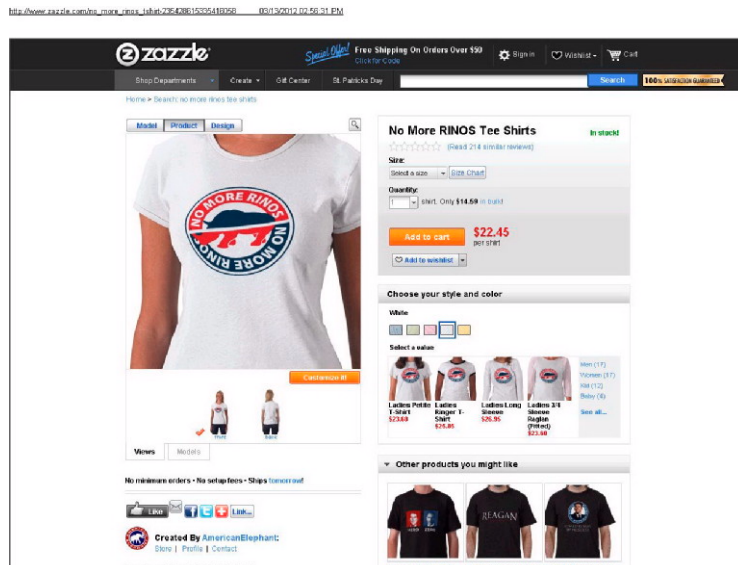 http://www.zazzle.com/no_more_rinos_tshirt-235428615335416058 03/13/2012 02:56:31 PM
zazzle
Special Offer!
Free Shipping On Orders Over $50
Click for Code
Sign in
Wishlist
Cart
Shop Departments
Create
Gift Center
St. Patricks Day
Search
100% SATISFACTION GUARANTEED
Home > Search: no more rinos tee shirts
Model
Product
Design
NO MORE RINOS
NO MORE RINOS
Customize it!
Front
Back
Views
Models
No minimum orders • No setup fees • Ships tomorrow!
Like
Link...
Created By AmericanElephant:
Store | Profile | Contact
No More RINOS Tee Shirts
In stock!
(Read 214 similar reviews)
Size:
Select a size
Size Chart
Quantity:
1
shirt. Only $14.59 in bulk!
Add to cart
$22.45
per shirt
Add to wishlist
Choose your style and color
White
Select a value
Ladies Petite T-Shirt
$23.60
Ladies Ringer T-Shirt
Ladies Long Sleeve
$26.95
Ladies 3/4 Sleeve Raglan (Fitted)
$23.60
Men (17)
Women (17)
Kid (12)
Baby (4)
See all...
Other products you might like
REAGAN